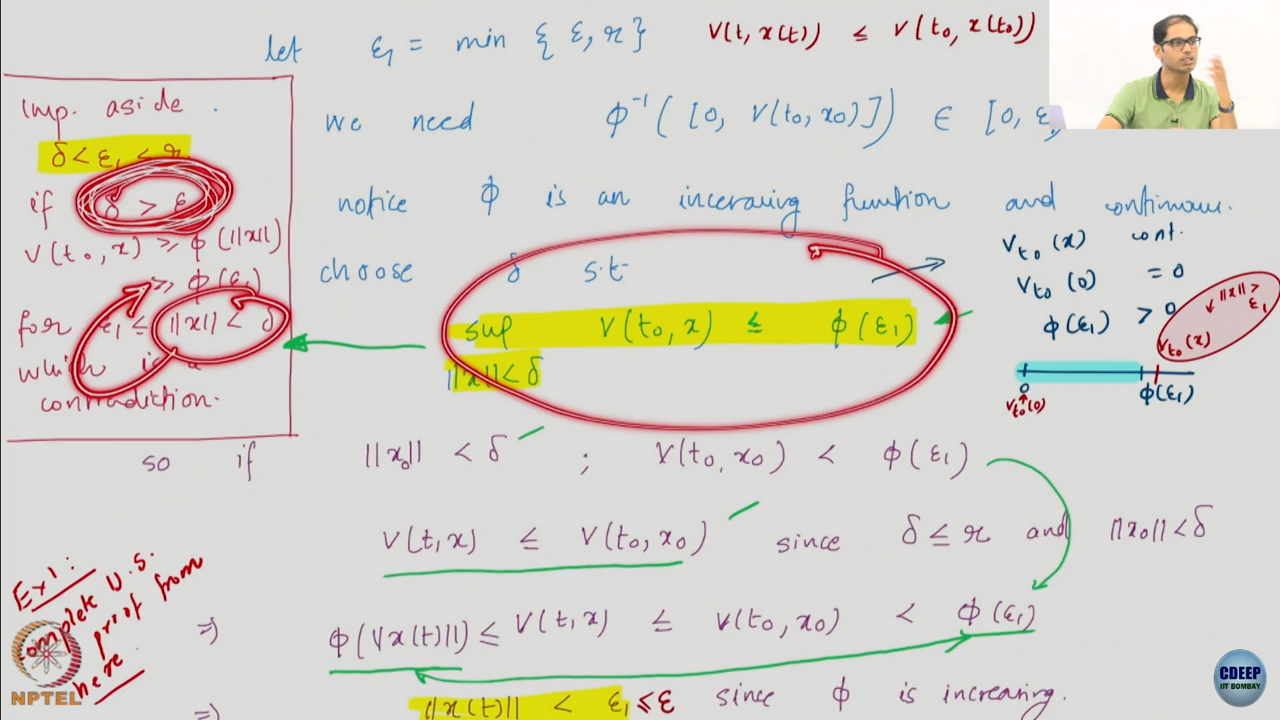 let ε₁ = min { ε, r } V(t, x(t)) ≤ V(t₀, x(t₀))
Imp. aside .
δ < ε₁ < r
if δ > ε
V(t₀, x) ≥ φ(||x||)
≥ φ(ε₁)
for ε₁ ≤ ||x|| < δ
which is a
contradiction.
we need φ⁻¹( [0, V(t₀, x₀)] ) ∈ [0, ε
notice φ is an incerasing function and continuous.
choose δ s.t
sup V(t₀, x) ≤ φ(ε₁)
||x|| < δ
V_t₀(x) cont.
V_t₀(0) = 0
φ(ε₁) > 0
||x|| > ε₁
V_t₀(x)
0 φ(ε₁)
V_t₀(0)
so if ||x₀|| < δ ; V(t₀, x₀) < φ(ε₁)
V(t, x) ≤ V(t₀, x₀) since δ ≤ r and ||x₀|| < δ
⇒ φ(||x(t)||) ≤ V(t, x) ≤ V(t₀, x₀) < φ(ε₁)
⇒ ||x(t)|| < ε₁ ≤ ε since φ is increasing.
Ex1:
Complete U.S.
proof from
here
NPTEL
CDEEP
IIT BOMBAY